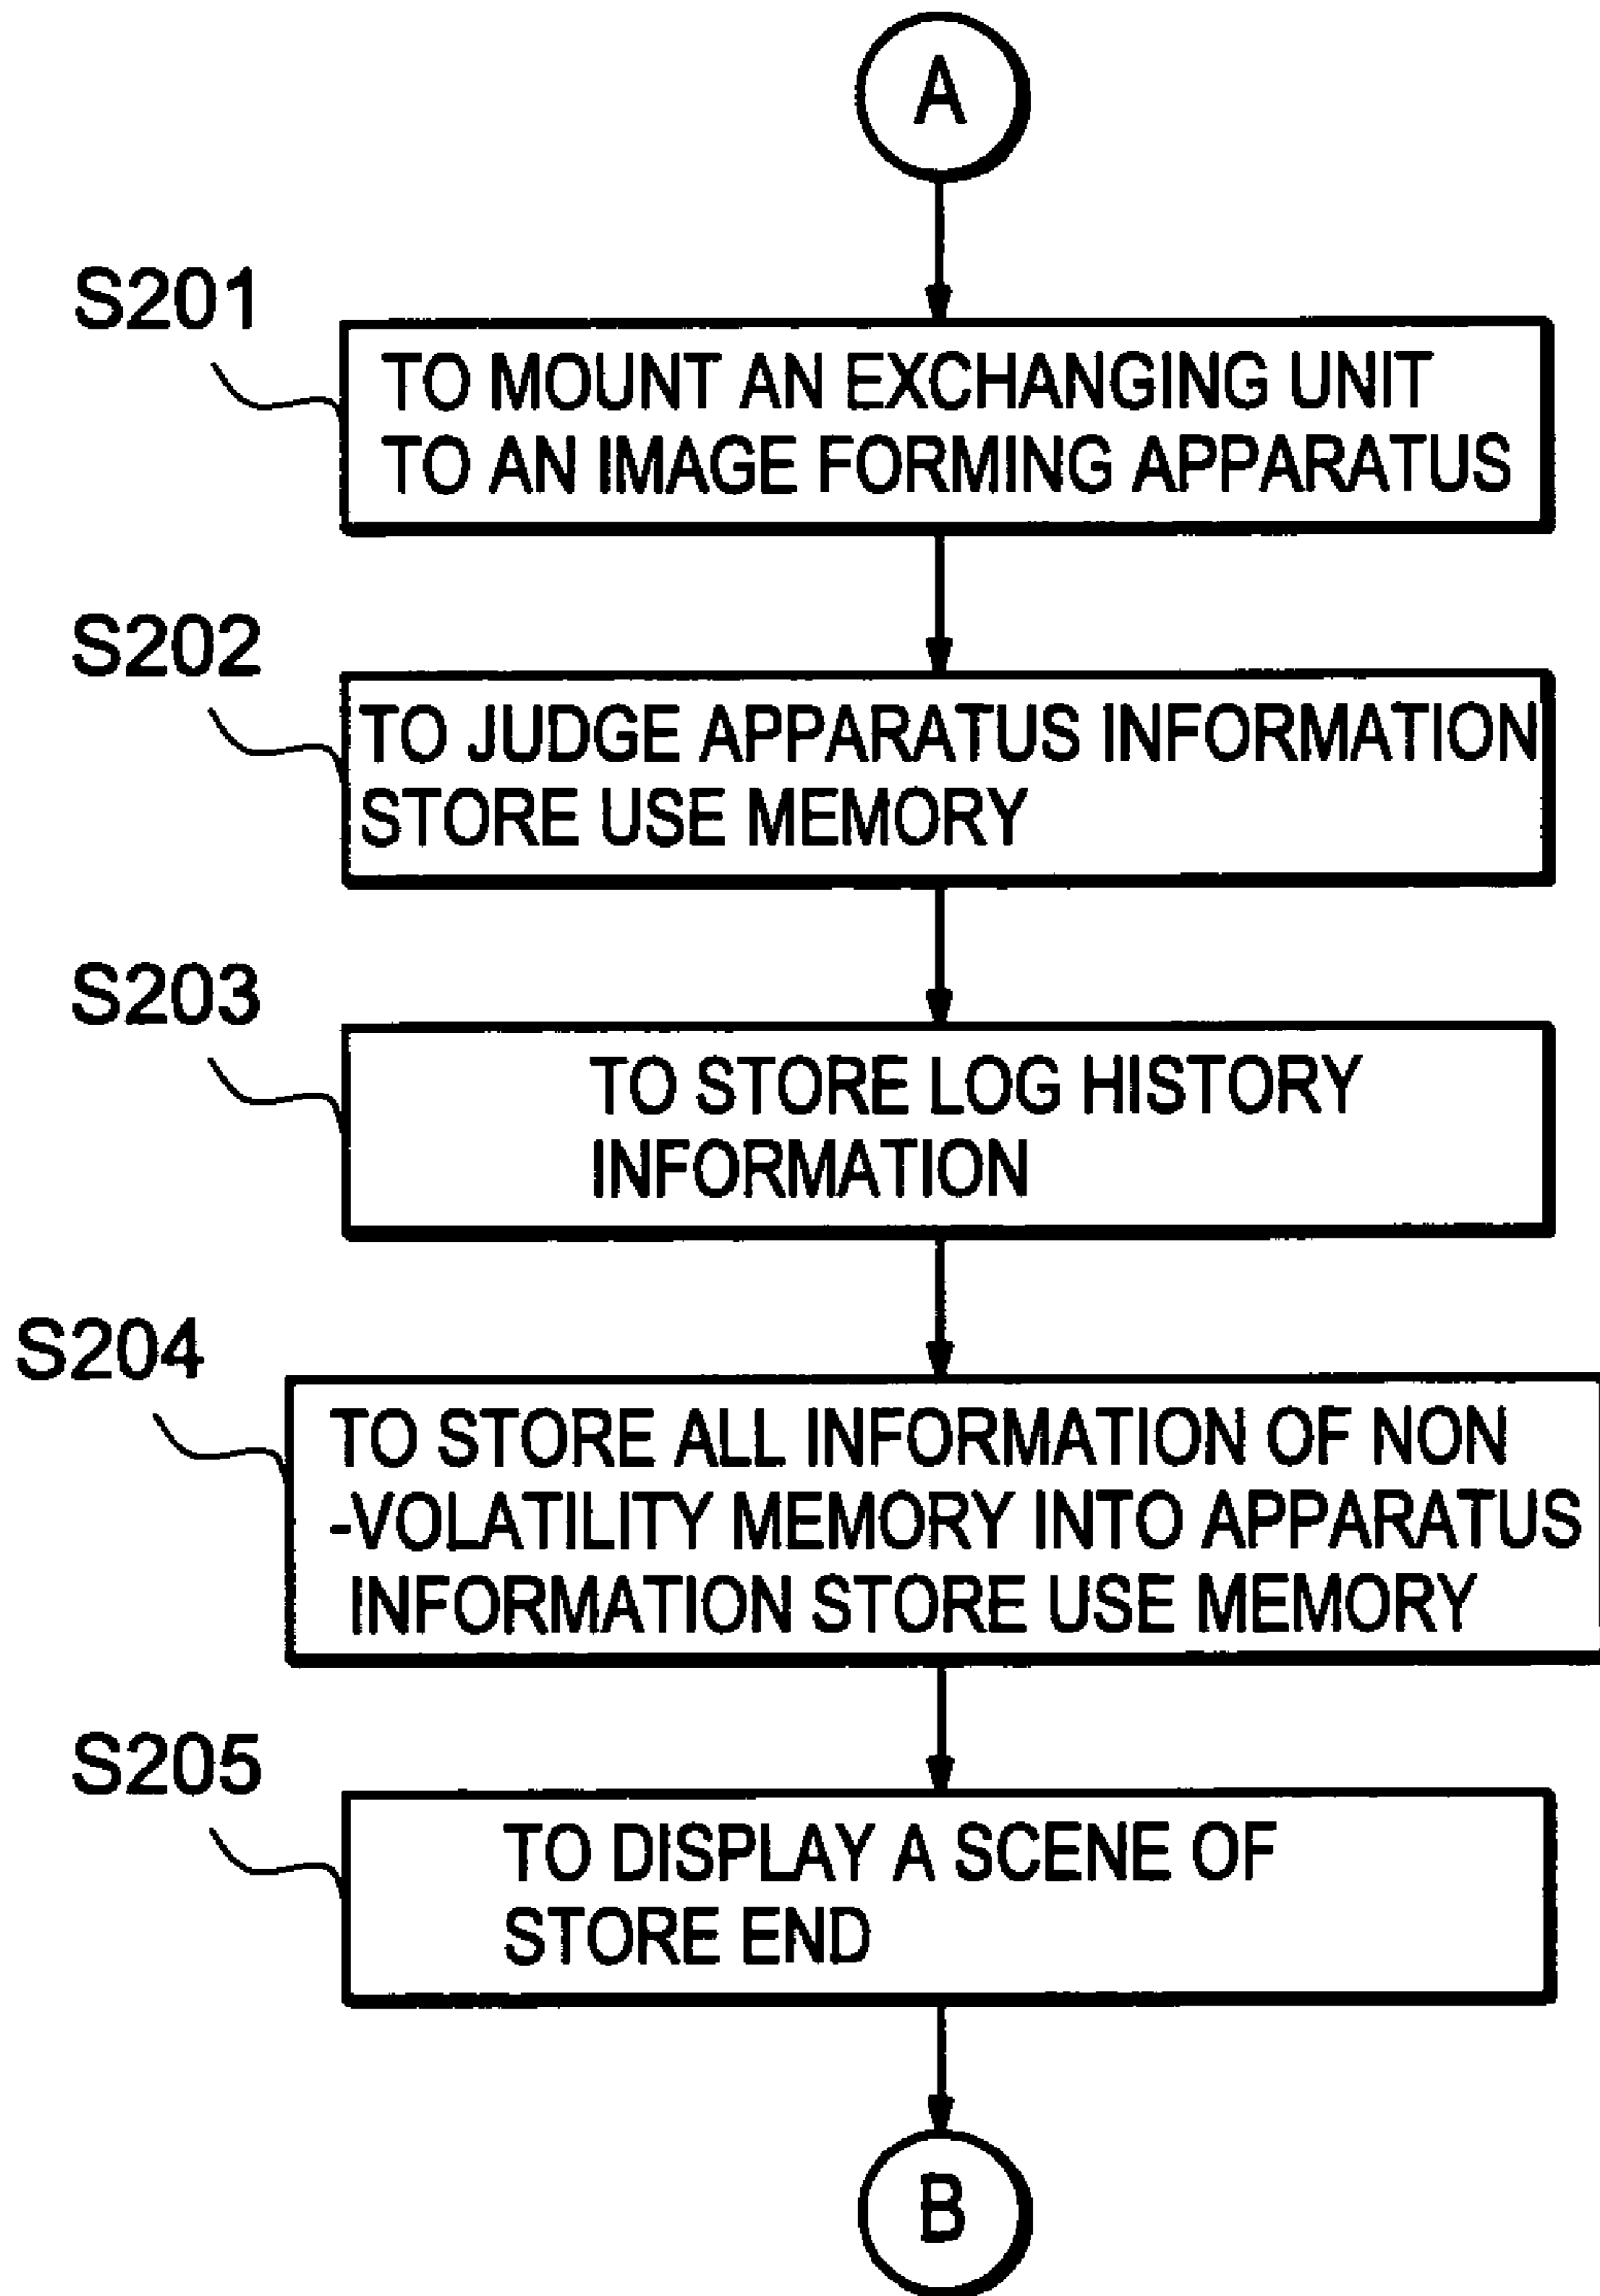 A
S201
TO MOUNT AN EXCHANGING UNIT
TO AN IMAGE FORMING APPARATUS
S202
TO JUDGE APPARATUS INFORMATION
STORE USE MEMORY
S203
TO STORE LOG HISTORY
INFORMATION
S204
TO STORE ALL INFORMATION OF NON
-VOLATILITY MEMORY INTO APPARATUS
INFORMATION STORE USE MEMORY
S205
TO DISPLAY A SCENE OF
STORE END
B